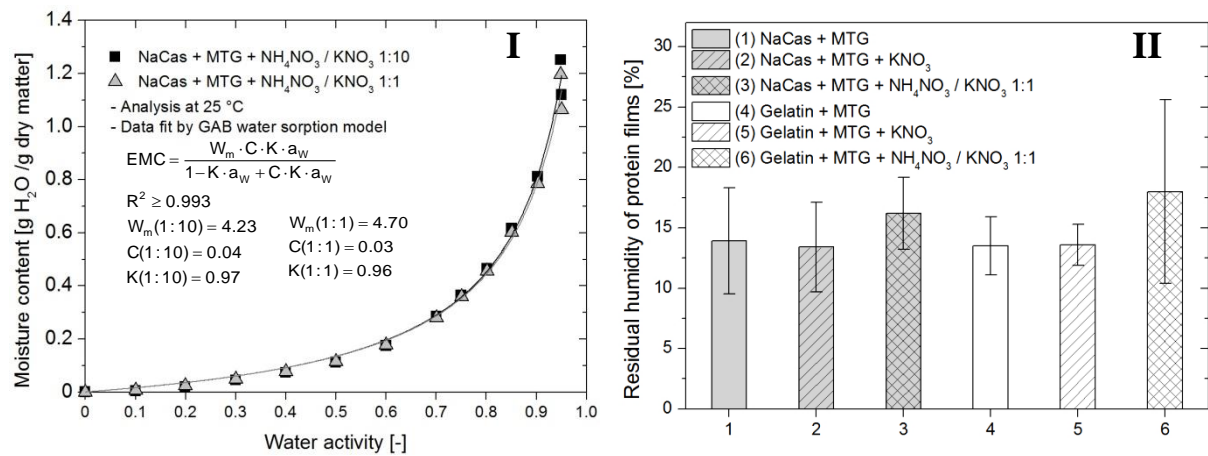 I
Moisture content [g H₂O /g dry matter]
1.4
1.2
1.0
0.8
0.6
0.4
0.2
0
NaCas + MTG + NH₄NO₃ / KNO₃ 1:10
NaCas + MTG + NH₄NO₃ / KNO₃ 1:1
- Analysis at 25 °C
- Data fit by GAB water sorption model
EMC = W_m · C · K · a_W / 1 − K · a_W + C · K · a_W
R² ≥ 0.993
W_m(1:10) = 4.23
C(1:10) = 0.04
K(1:10) = 0.97
W_m(1:1) = 4.70
C(1:1) = 0.03
K(1:1) = 0.96
0 0.1 0.2 0.3 0.4 0.5 0.6 0.7 0.8 0.9 1.0
Water activity [-]
II
Residual humidity of protein films [%]
30
25
20
15
10
5
0
(1) NaCas + MTG
(2) NaCas + MTG + KNO₃
(3) NaCas + MTG + NH₄NO₃ / KNO₃ 1:1
(4) Gelatin + MTG
(5) Gelatin + MTG + KNO₃
(6) Gelatin + MTG + NH₄NO₃ / KNO₃ 1:1
1 2 3 4 5 6